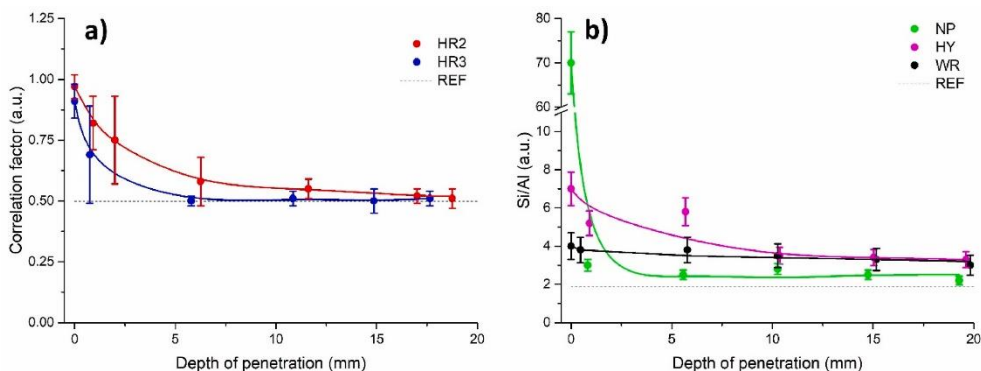 a)
HR2
HR3
REF
1.25
1.00
0.75
0.50
0.25
0.00
Correlation factor (a.u.)
0 5 10 15 20
Depth of penetration (mm)
b)
NP
HY
WR
REF
80
70
60
8
6
4
2
0
Si/Al (a.u.)
0 5 10 15 20
Depth of penetration (mm)